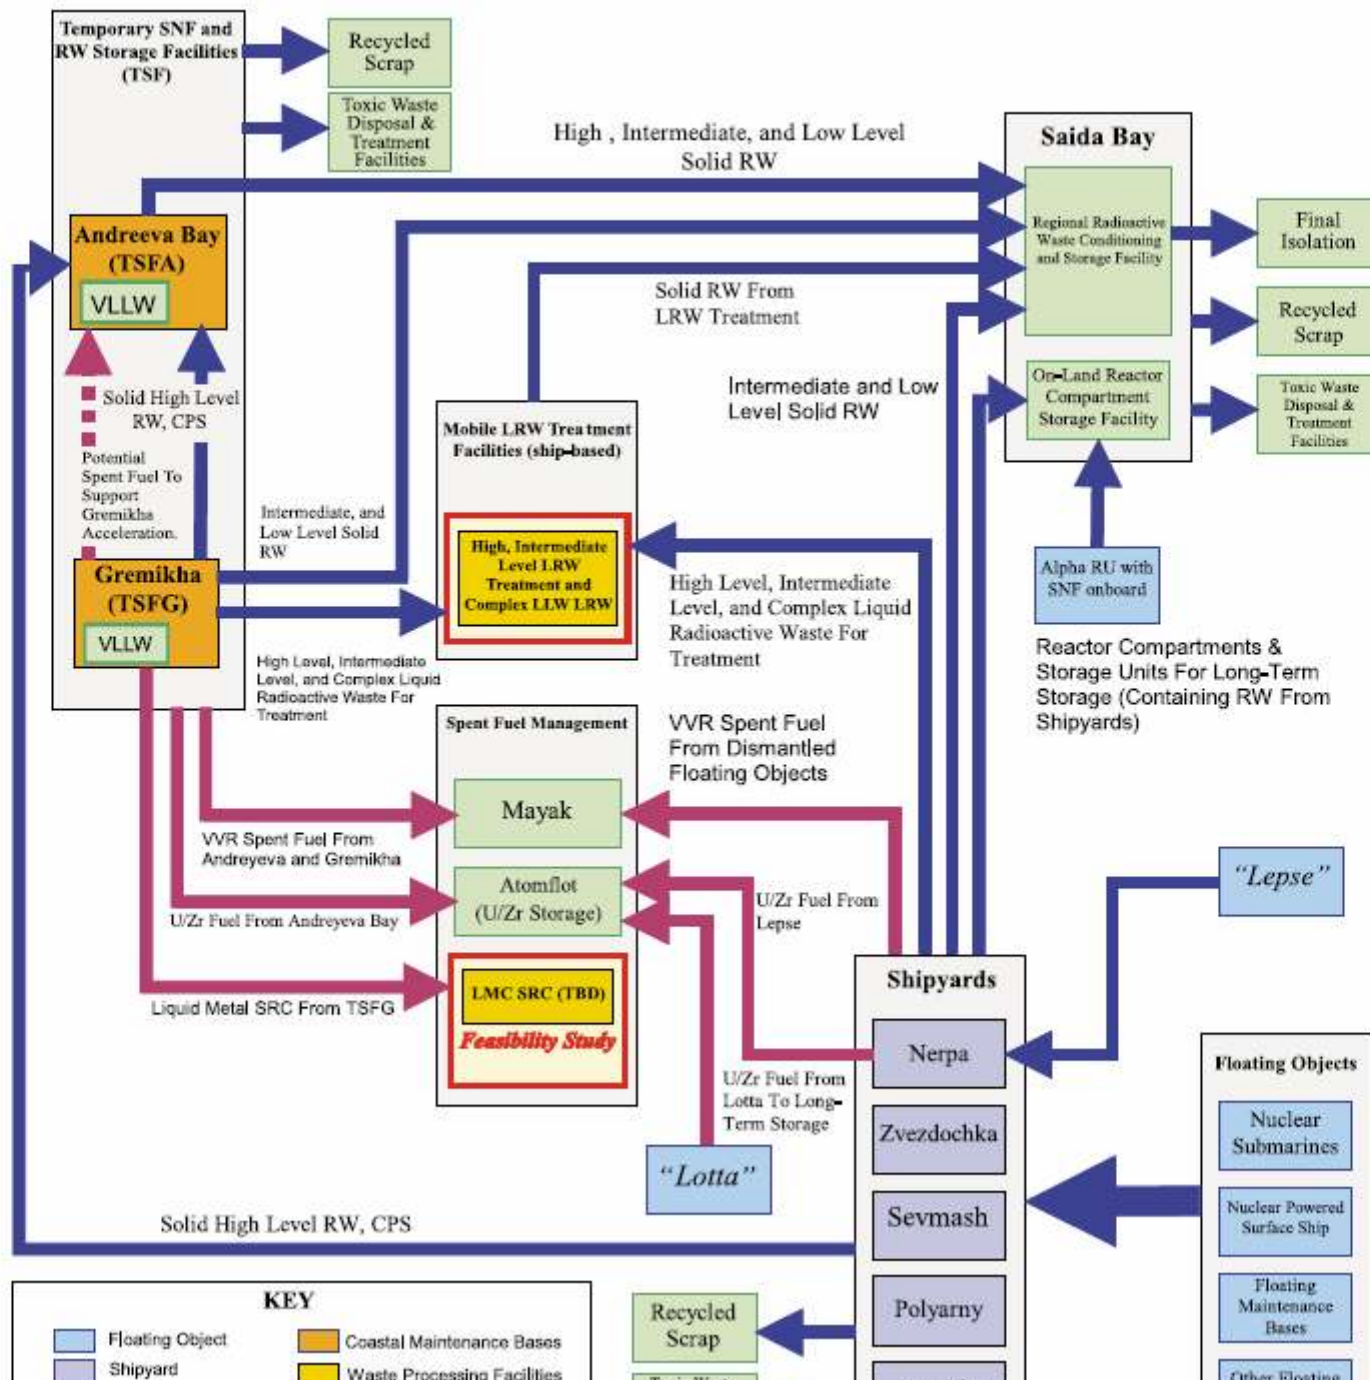 Temporary SNF and
RW Storage Facilities
(TSF)
Recycled
Scrap
Toxic Waste
Disposal &
Treatment
Facilities
High , Intermediate, and Low Level
Solid RW
Saida Bay
Regional Radioactive
Waste Conditioning
and Storage Facility
Final
Isolation
Recycled
Scrap
Toxic Waste
Disposal &
Treatment
Facilities
On-Land Reactor
Compartment
Storage Facility
Andreeva Bay
(TSFA)
VLLW
Solid RW From
LRW Treatment
Intermediate and Low
Level Solid RW
Solid High Level
RW, CPS
Potential
Spent Fuel To
Support
Gremikha
Acceleration.
Mobile LRW Treatment
Facilities (ship-based)
High, Intermediate
Level LRW
Treatment and
Complex LLW LRW
Intermediate, and
Low Level Solid
RW
Gremikha
(TSFG)
VLLW
High Level, Intermediate
Level, and Complex Liquid
Radioactive Waste For
Treatment
High Level, Intermediate
Level, and Complex Liquid
Radioactive Waste For
Treatment
Alpha RU with
SNF onboard
Reactor Compartments &
Storage Units For Long-Term
Storage (Containing RW From
Shipyards)
Spent Fuel Management
VVR Spent Fuel
From Dismantled
Floating Objects
Mayak
VVR Spent Fuel From
Andreyeva and Gremikha
Atomflot
(U/Zr Storage)
U/Zr Fuel From Andreyeva Bay
U/Zr Fuel From
Lepse
"Lepse"
LMC SRC (TBD)
Feasibility Study
Liquid Metal SRC From TSFG
Shipyards
Nerpa
Zvezdochka
Sevmash
Polyarny
U/Zr Fuel From
Lotta To Long-
Term Storage
"Lotta"
Floating Objects
Nuclear
Submarines
Nuclear Powered
Surface Ship
Floating
Maintenance
Bases
Other Floating
Solid High Level RW, CPS
KEY
Floating Object
Coastal Maintenance Bases
Shipyard
Waste Processing Facilities
Recycled
Scrap
Toxic Waste